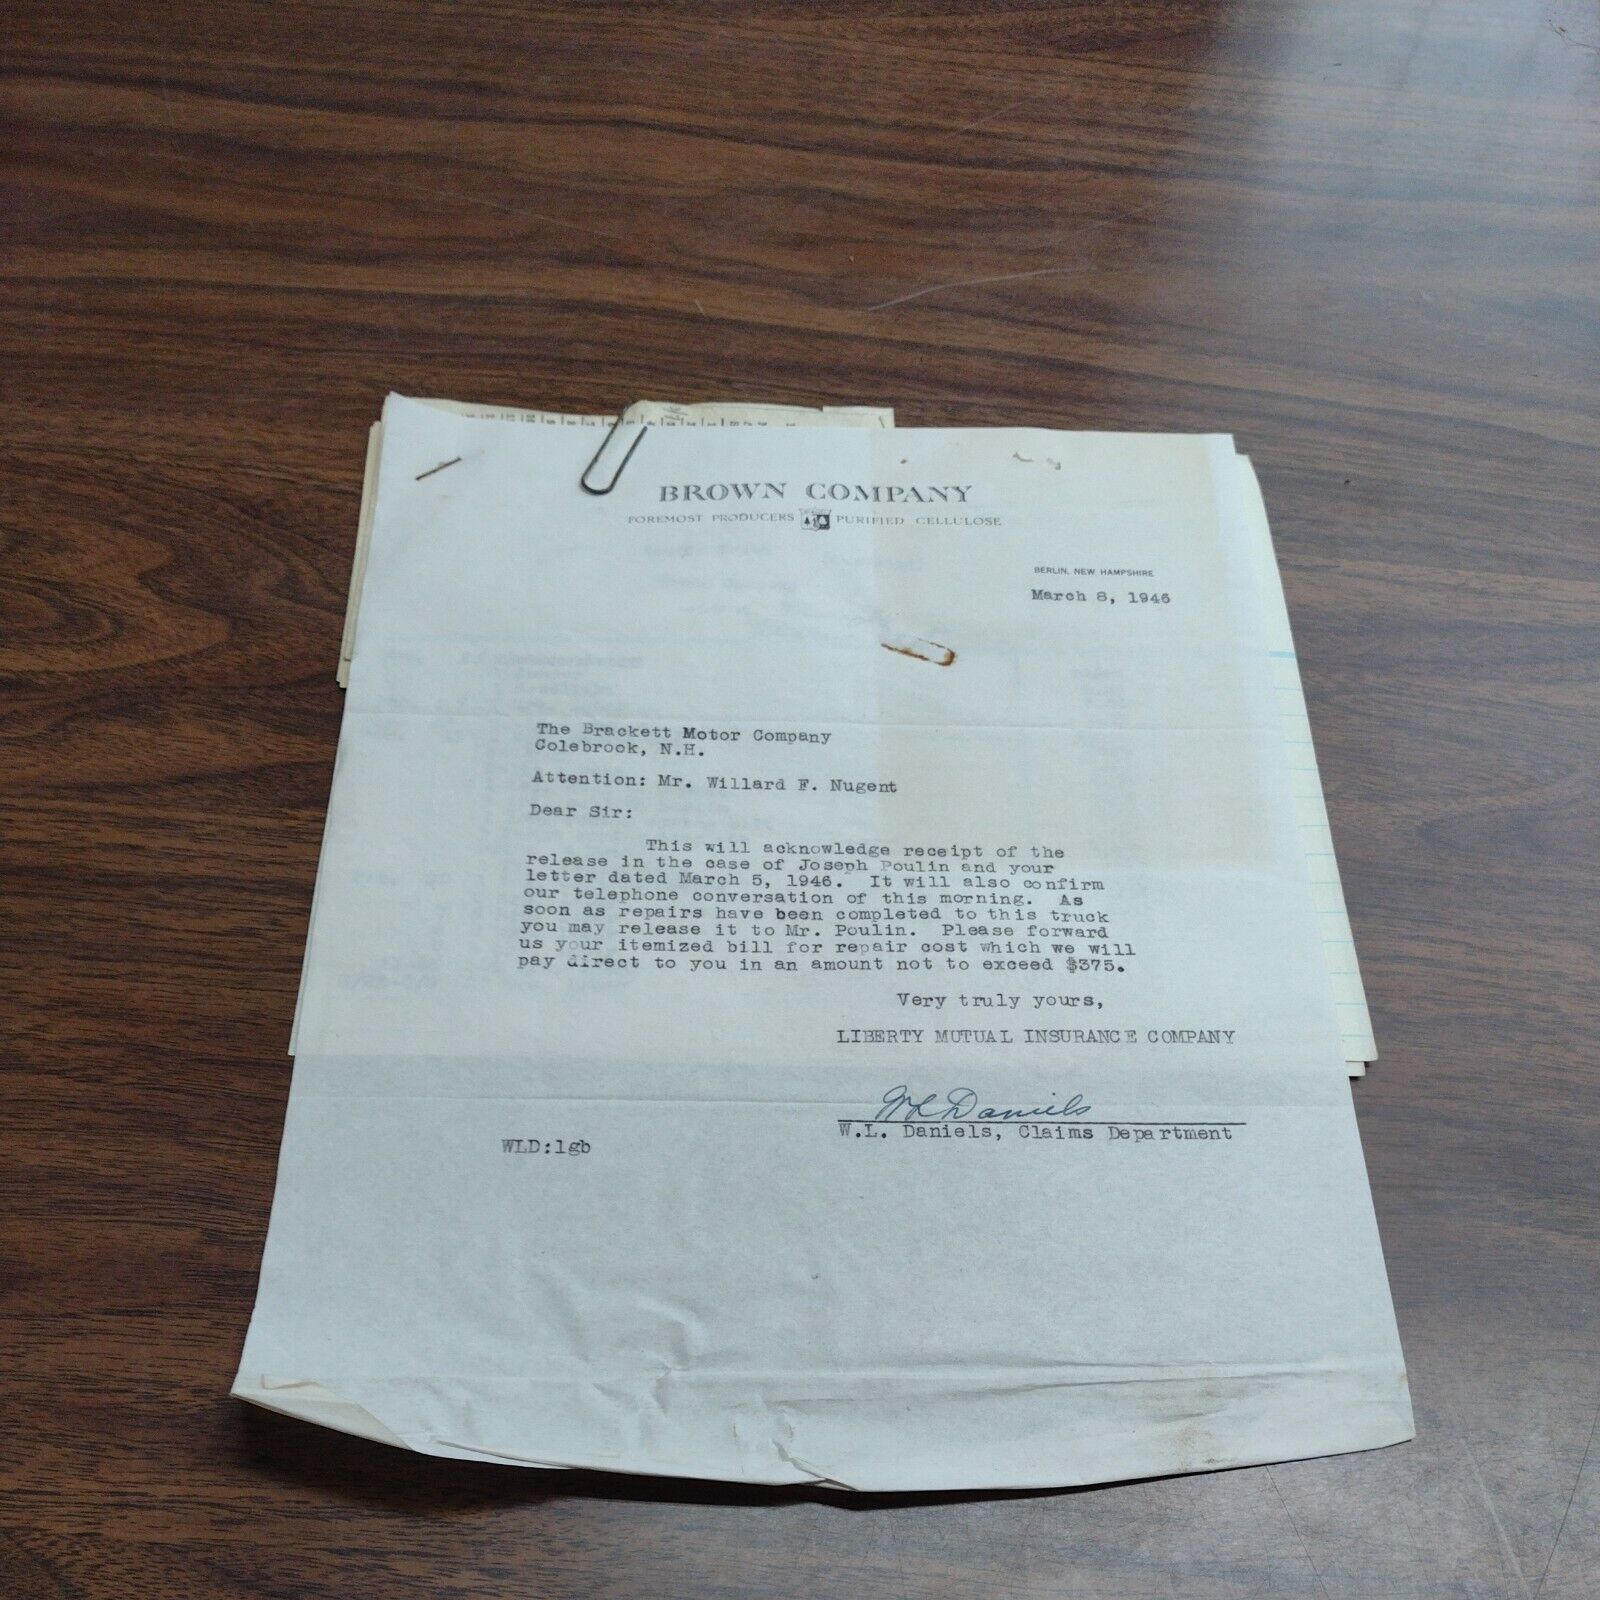 BROWN COMPANY
FOREMOST PRODUCERS PURIFIED CELLULOSE
BERLIN, NEW HAMPSHIRE
March 8, 1946
The Brackett Motor Company
Colebrook, N.H.
Attention: Mr. Willard F. Nugent
Dear Sir:
This will acknowledge receipt of the
release in the case of Joseph Poulin and your
letter dated March 5, 1946. It will also confirm
our telephone conversation of this morning. As
soon as repairs have been completed to this truck
you may release it to Mr. Poulin. Please forward
us your itemized bill for repair cost which we will
pay direct to you in an amount not to exceed $375.
Very truly yours,
LIBERTY MUTUAL INSURANCE COMPANY
WL Daniels
W.L. Daniels, Claims Department
WLD:lgb